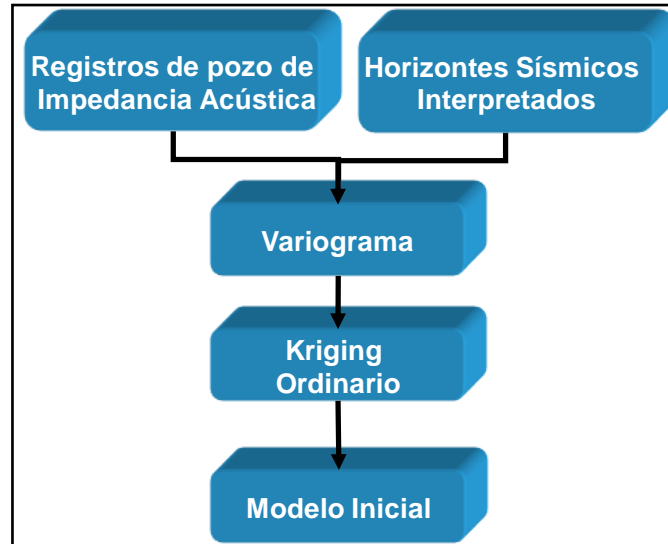 Registros de pozo de
Impedancia Acústica
Horizontes Sísmicos
Interpretados
Variograma
Kriging
Ordinario
Modelo Inicial